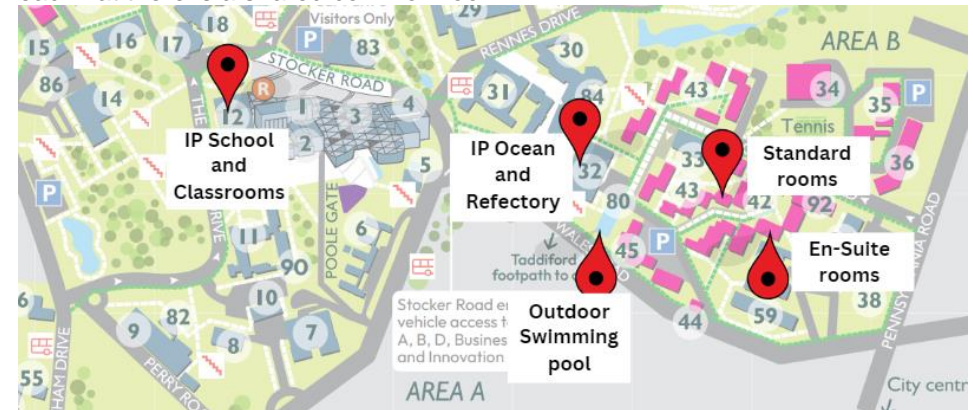 Visitors Only
P
18
17
16
15
86
14
83
STOCKER ROAD
R
12
1
2
3
4
5
THE
DRIVE
IP School
and
Classrooms
POOLE GATE
6
11
90
10
9
82
8
7
55
PERRY
P
29
RENNES DRIVE
30
31
84
32
IP Ocean
and
Refectory
80
Taddiford
footpath to
Stocker Road
vehicle access
A, B, D, Business
and Innovation
AREA A
Outdoor
Swimming
pool
AREA B
43
33
43
34
Tennis
35
P
36
Standard
rooms
42
92
45
P
44
En-Suite
rooms
59
38
City